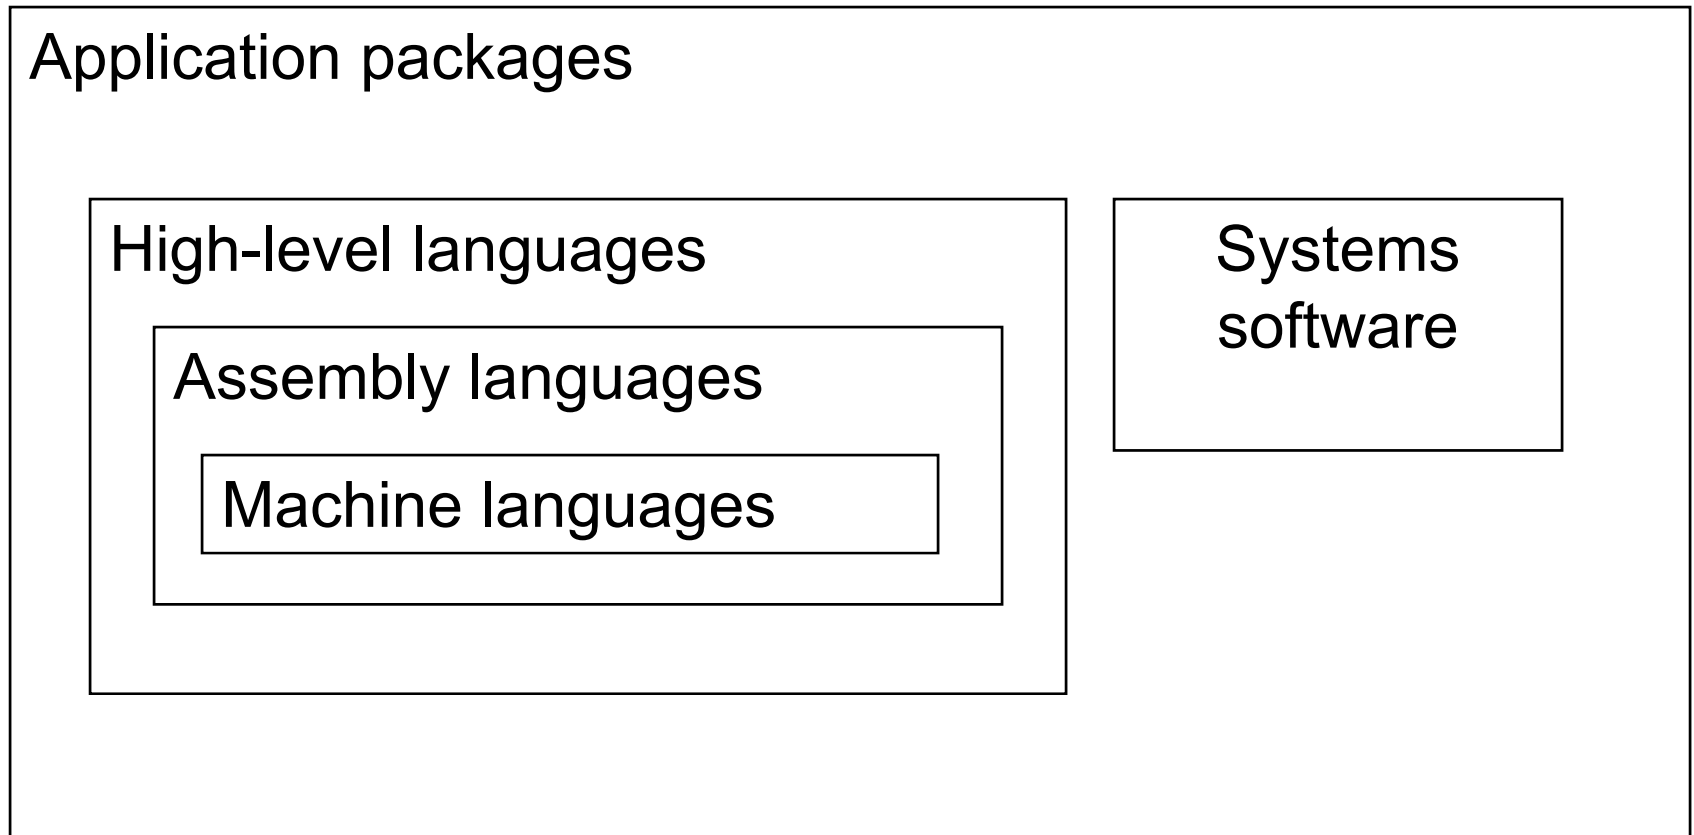 Application packages
High-level languages
Systems
software
Assembly languages
Machine languages